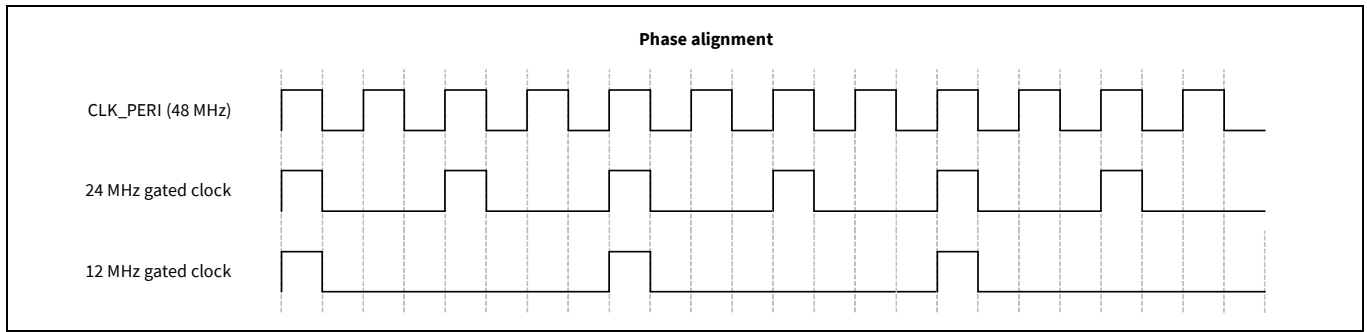 Phase alignment
CLK_PERI (48 MHz)
24 MHz gated clock
12 MHz gated clock